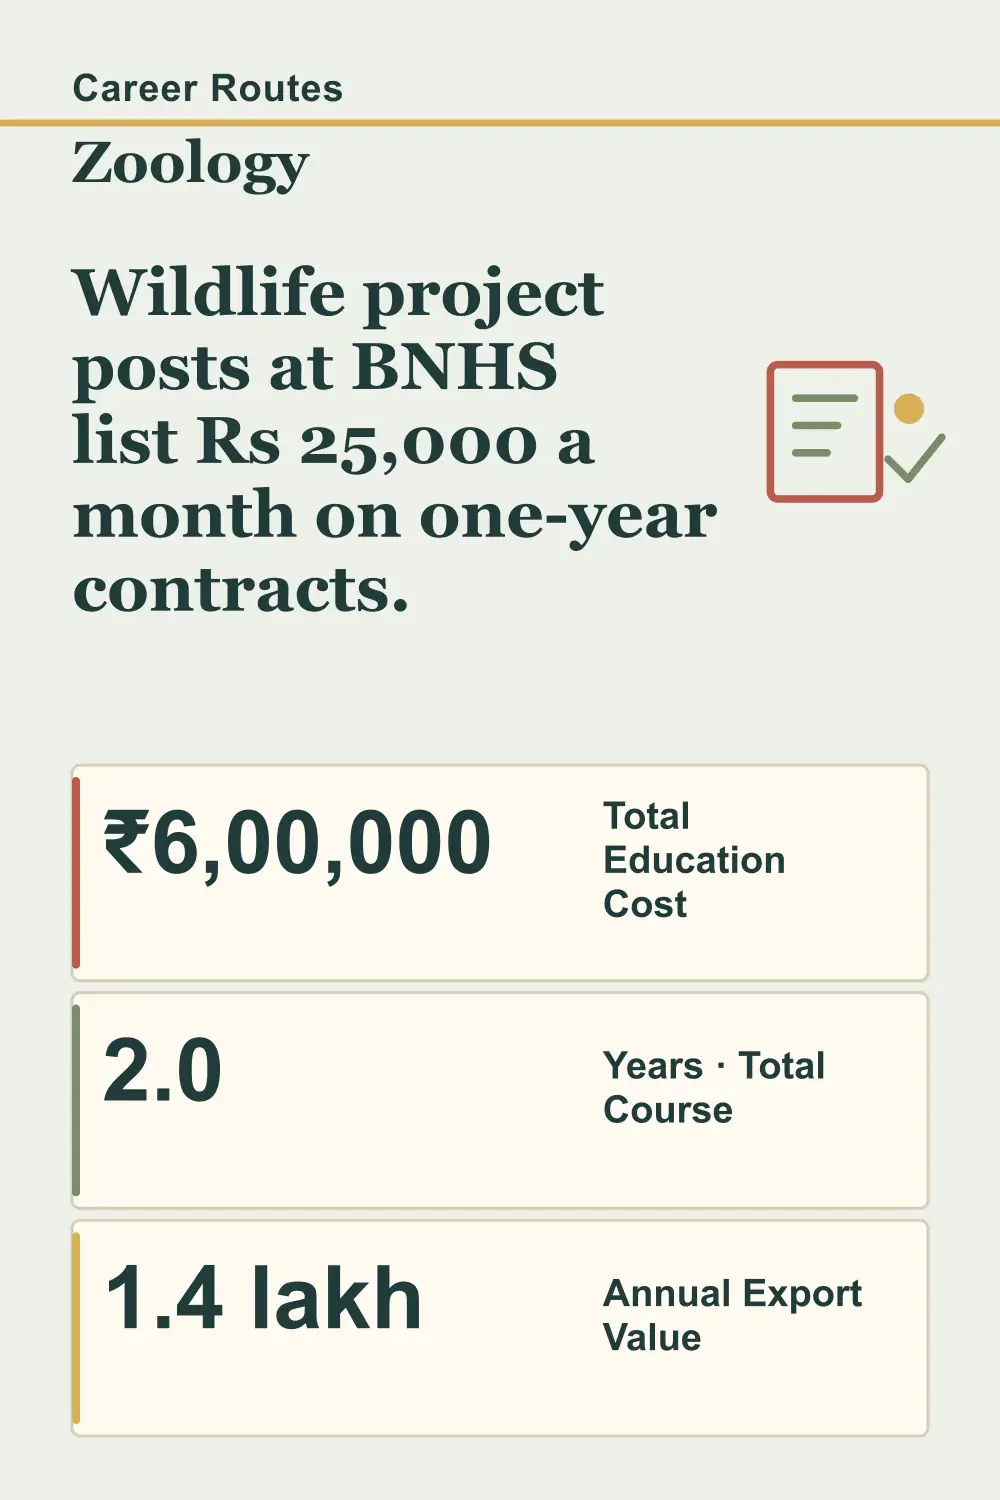 Career Routes
Zoology
Wildlife project
posts at BNHS
list Rs 25,000 a
month on one-year
contracts.
₹6,00,000
Total
Education
Cost
2.0
Years · Total
Course
1.4 lakh
Annual Export
Value